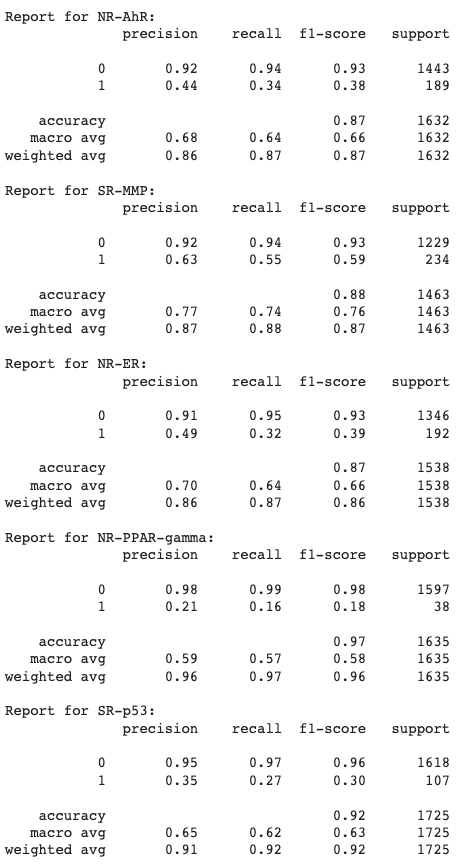 Report for NR-AhR:
precision recall f1-score support
0 0.92 0.94 0.93 1443
1 0.44 0.34 0.38 189
accuracy 0.87 1632
macro avg 0.68 0.64 0.66 1632
weighted avg 0.86 0.87 0.87 1632
Report for SR-MMP:
precision recall f1-score support
0 0.92 0.94 0.93 1229
1 0.63 0.55 0.59 234
accuracy 0.88 1463
macro avg 0.77 0.74 0.76 1463
weighted avg 0.87 0.88 0.87 1463
Report for NR-ER:
precision recall f1-score support
0 0.91 0.95 0.93 1346
1 0.49 0.32 0.39 192
accuracy 0.87 1538
macro avg 0.70 0.64 0.66 1538
weighted avg 0.86 0.87 0.86 1538
Report for NR-PPAR-gamma:
precision recall f1-score support
0 0.98 0.99 0.98 1597
1 0.21 0.16 0.18 38
accuracy 0.97 1635
macro avg 0.59 0.57 0.58 1635
weighted avg 0.96 0.97 0.96 1635
Report for SR-p53:
precision recall f1-score support
0 0.95 0.97 0.96 1618
1 0.35 0.27 0.30 107
accuracy 0.92 1725
macro avg 0.65 0.62 0.63 1725
weighted avg 0.91 0.92 0.92 1725